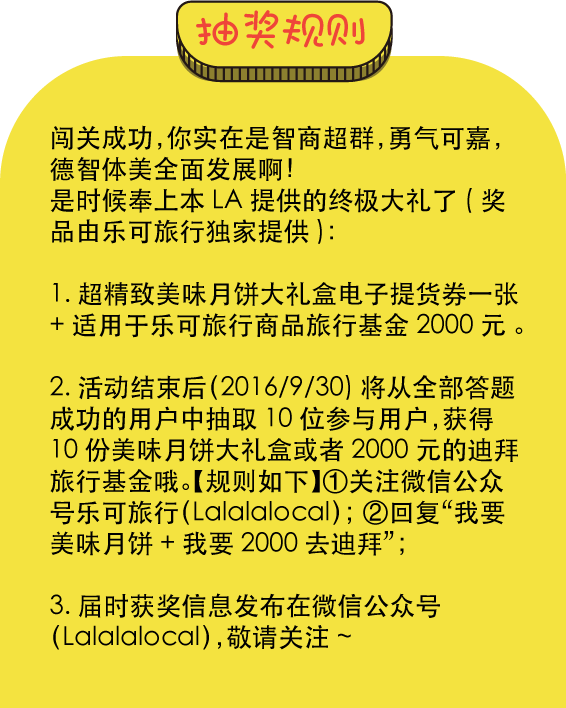 抽奖规则
闯关成功,你实在是智商超群,勇气可嘉,
德智体美全面发展啊!
是时候奉上本 LA 提供的终极大礼了 ( 奖
品由乐可旅行独家提供 ):
1. 超精致美味月饼大礼盒电子提货券一张
+ 适用于乐可旅行商品旅行基金 2000 元 。
2. 活动结束后(2016/9/30) 将从全部答题
成功的用户中抽取 10 位参与用户,获得
10 份美味月饼大礼盒或者 2000 元的迪拜
旅行基金哦。【规则如下】①关注微信公众
号乐可旅行(Lalalalocal) ; ②回复“我要
美味月饼 + 我要 2000 去迪拜”;
3. 届时获奖信息发布在微信公众号
(Lalalalocal),敬请关注 ~